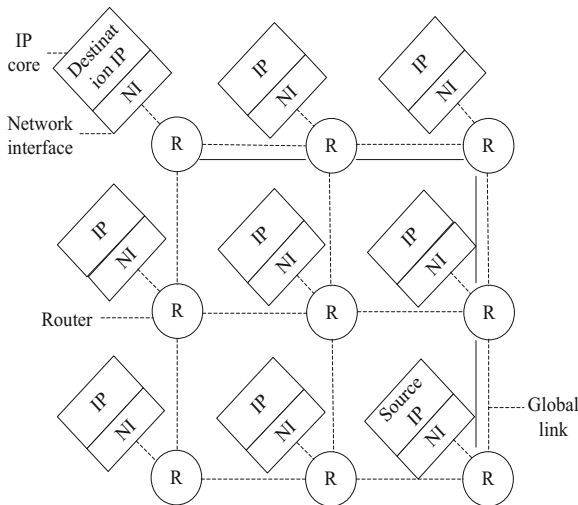 IP
core
Destinat
ion IP
NI
IP
NI
IP
NI
Network
interface
R
R
R
IP
NI
IP
NI
IP
NI
Router
R
R
R
IP
NI
IP
NI
Source
IP
NI
Global
link
R
R
R